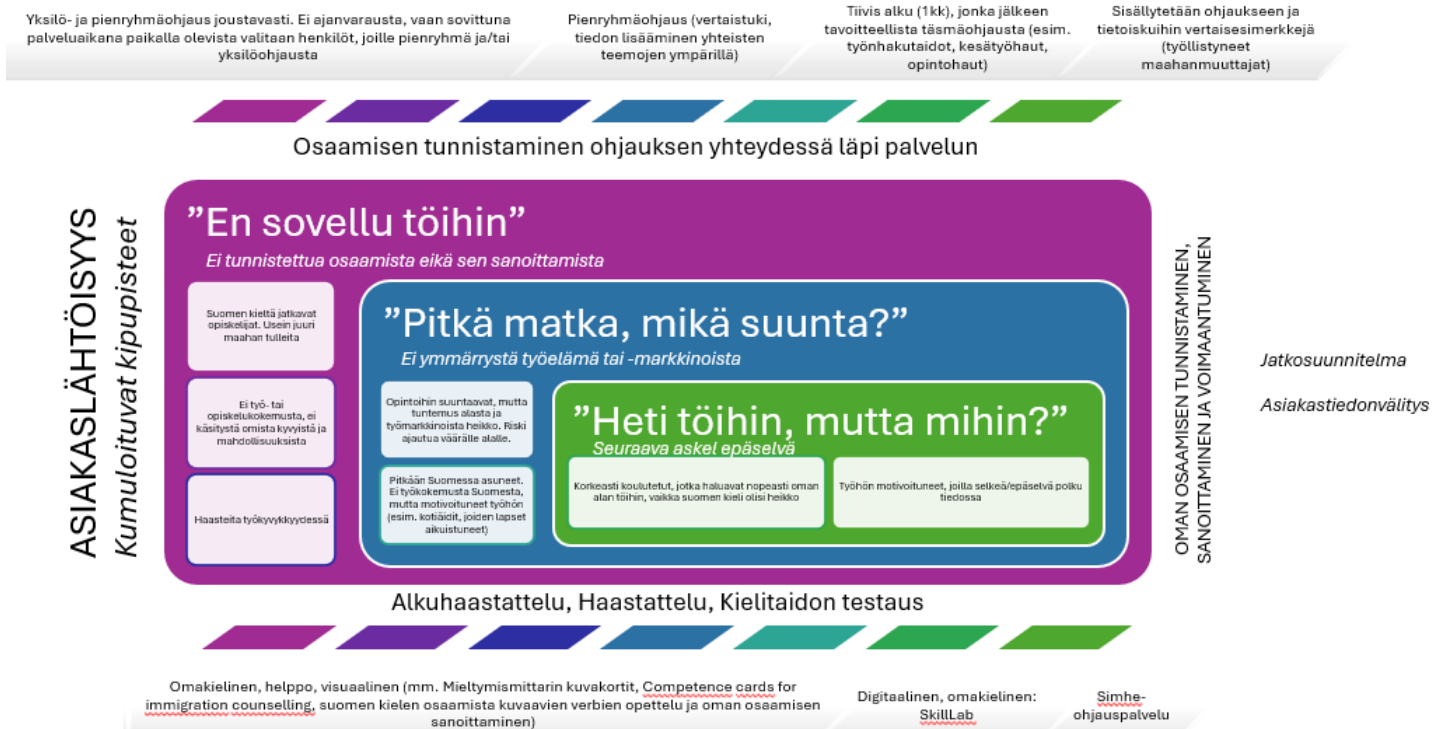 Yksilö- ja pienryhmäohjaus joustavasti. Ei ajanvarausta, vaan sovittuna
palveluaikana paikalla olevista valitaan henkilöt, joille pienryhmä ja/tai
yksilöohjausta
Pienryhmäohjaus (vertaistuki,
tiedon lisääminen yhteisten
teemojen ympärillä)
Tiivis alku (1kk), jonka jälkeen
tavoitteellista täsmäohjausta (esim.
työnhakutaidot, kesätyöhaut,
opintohaut)
Sisällytetään ohjaukseen ja
tietoiskuihin vertaisesimerkkejä
(työllistyneet
maahanmuuttajat)
Osaamisen tunnistaminen ohjauksen yhteydessä läpi palvelun
ASIAKASLÄHTÖISYYS
Kumuloituvat kipupisteet
”En sovellu töihin”
Ei tunnistettua osaamista eikä sen sanoittamista
Suomen kieltä jatkavat
opiskelijat. Usein juuri
maahan tulleita
Ei työ- tai
opiskelukokemusta, ei
käsitystä omista kyvyistä ja
mahdollisuuksista
Haasteita työkyvykkyydessä
”Pitkä matka, mikä suunta?”
Ei ymmärrystä työelämä tai -markkinoista
Opintoihin suuntaavat, mutta
tuntemus alasta ja
työmarkkinoista heikko. Riski
ajautua väärälle alalle.
Pitkään Suomessa asuneet.
Ei työkokemusta Suomesta,
mutta motivoituneet työhön
(esim. kotiäidit, joiden lapset
aikuistuneet)
”Heti töihin, mutta mihin?”
Seuraava askel epäselvä
Korkeasti koulutetut, jotka haluavat nopeasti oman
alan töihin, vaikka suomen kieli olisi heikko
Työhön motivoituneet, joilla selkeä/epäselvä polku
tiedossa
OMAN OSAAMISEN TUNNISTAMINEN,
SANOITTAMINEN JA VOIMAANTUMINEN
Jatkosuunnitelma
Asiakastiedonvälitys
Alkuhaastattelu, Haastattelu, Kielitaidon testaus
Omakielinen, helppo, visuaalinen (mm. Mieltymismittarin kuvakortit, Competence cards for
immigration counselling, suomen kielen osaamista kuvaavien verbien opettelu ja oman osaamisen
sanoittaminen)
Digitaalinen, omakielinen:
SkillLab
Simhe-
ohjauspalvelu